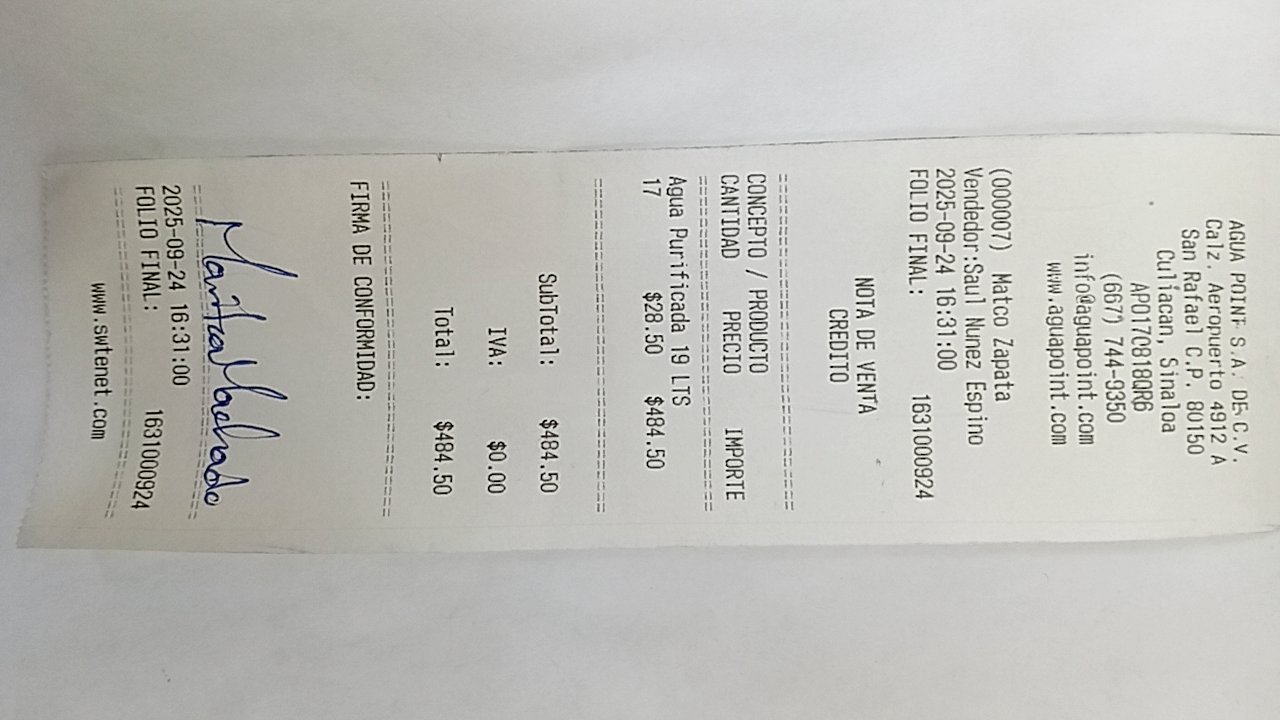 AGUA POINT S.A. DE C.V.
Calz. Aeropuerto 4912 A
San Rafael C.P. 80150
Culiacan, Sinaloa
APO170818QR6
(667) 744-9350
info@aguapoint.com
www.aguapoint.com
(000007) Matco Zapata
Vendedor:Saul Nunez Espino
2025-09-24 16:31:00
FOLIO FINAL: 1631000924
NOTA DE VENTA
CREDITO
CONCEPTO / PRODUCTO
CANTIDAD PRECIO IMPORTE
Agua Purificada 19 LTS
17 $28.50 $484.50
SubTotal: $484.50
IVA: $0.00
Total: $484.50
FIRMA DE CONFORMIDAD:
Maritza Machado
2025-09-24 16:31:00
FOLIO FINAL: 1631000924
www.swtenet.com